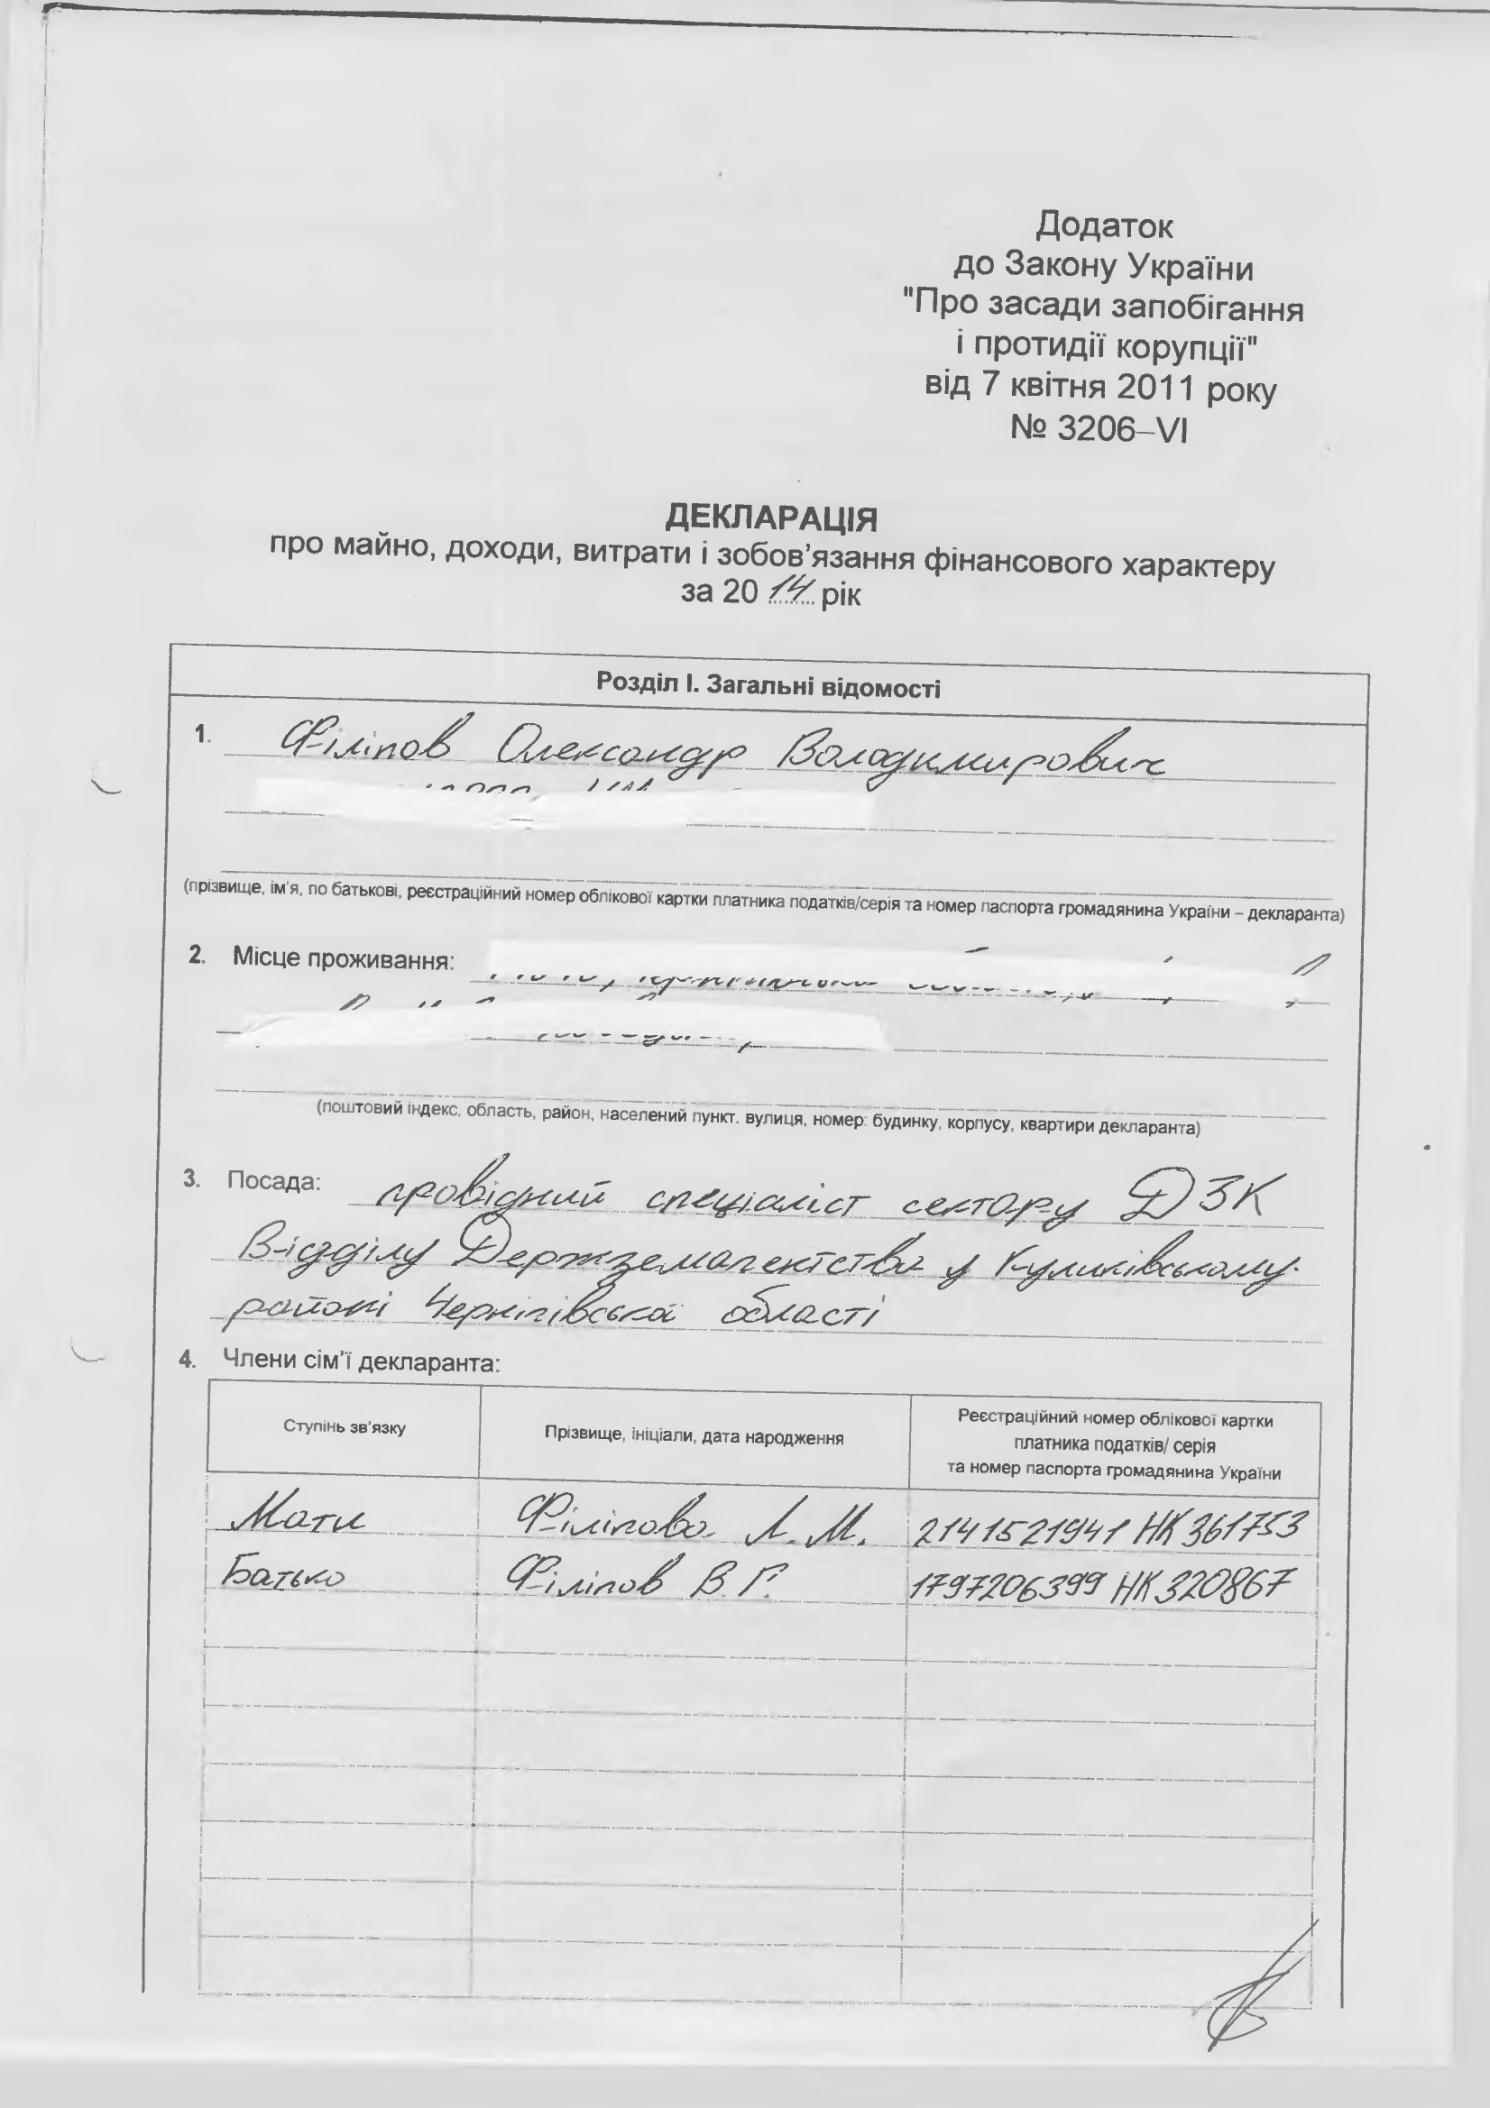 Додаток
до Закону України
"Про засади запобігання
і протидії корупції"
від 7 квітня 2011 року
№ 3206–VI
ДЕКЛАРАЦІЯ
про майно, доходи, витрати і зобов'язання фінансового характеру
за 2014 рік
Розділ І. Загальні відомості
1. Філіпов Олександр Володимирович
(прізвище, ім'я, по батькові, реєстраційний номер облікової картки платника податків/серія та номер паспорта громадянина України – декларанта)
2. Місце проживання:
(поштовий індекс, область, район, населений пункт, вулиця, номер: будинку, корпусу, квартири декларанта)
3. Посада: провідний спеціаліст сектору ДЗК
Відділу Держземагентства у Куликівському
районі Чернігівської області
4. Члени сім'ї декларанта:
Ступінь зв'язку Прізвище, ініціали, дата народження Реєстраційний номер облікової картки
платника податків/ серія
та номер паспорта громадянина України
Мати Філіпова Л.М. 2141521941 НК 361753
Батько Філіпов В.Г. 1797206399 НК 320867